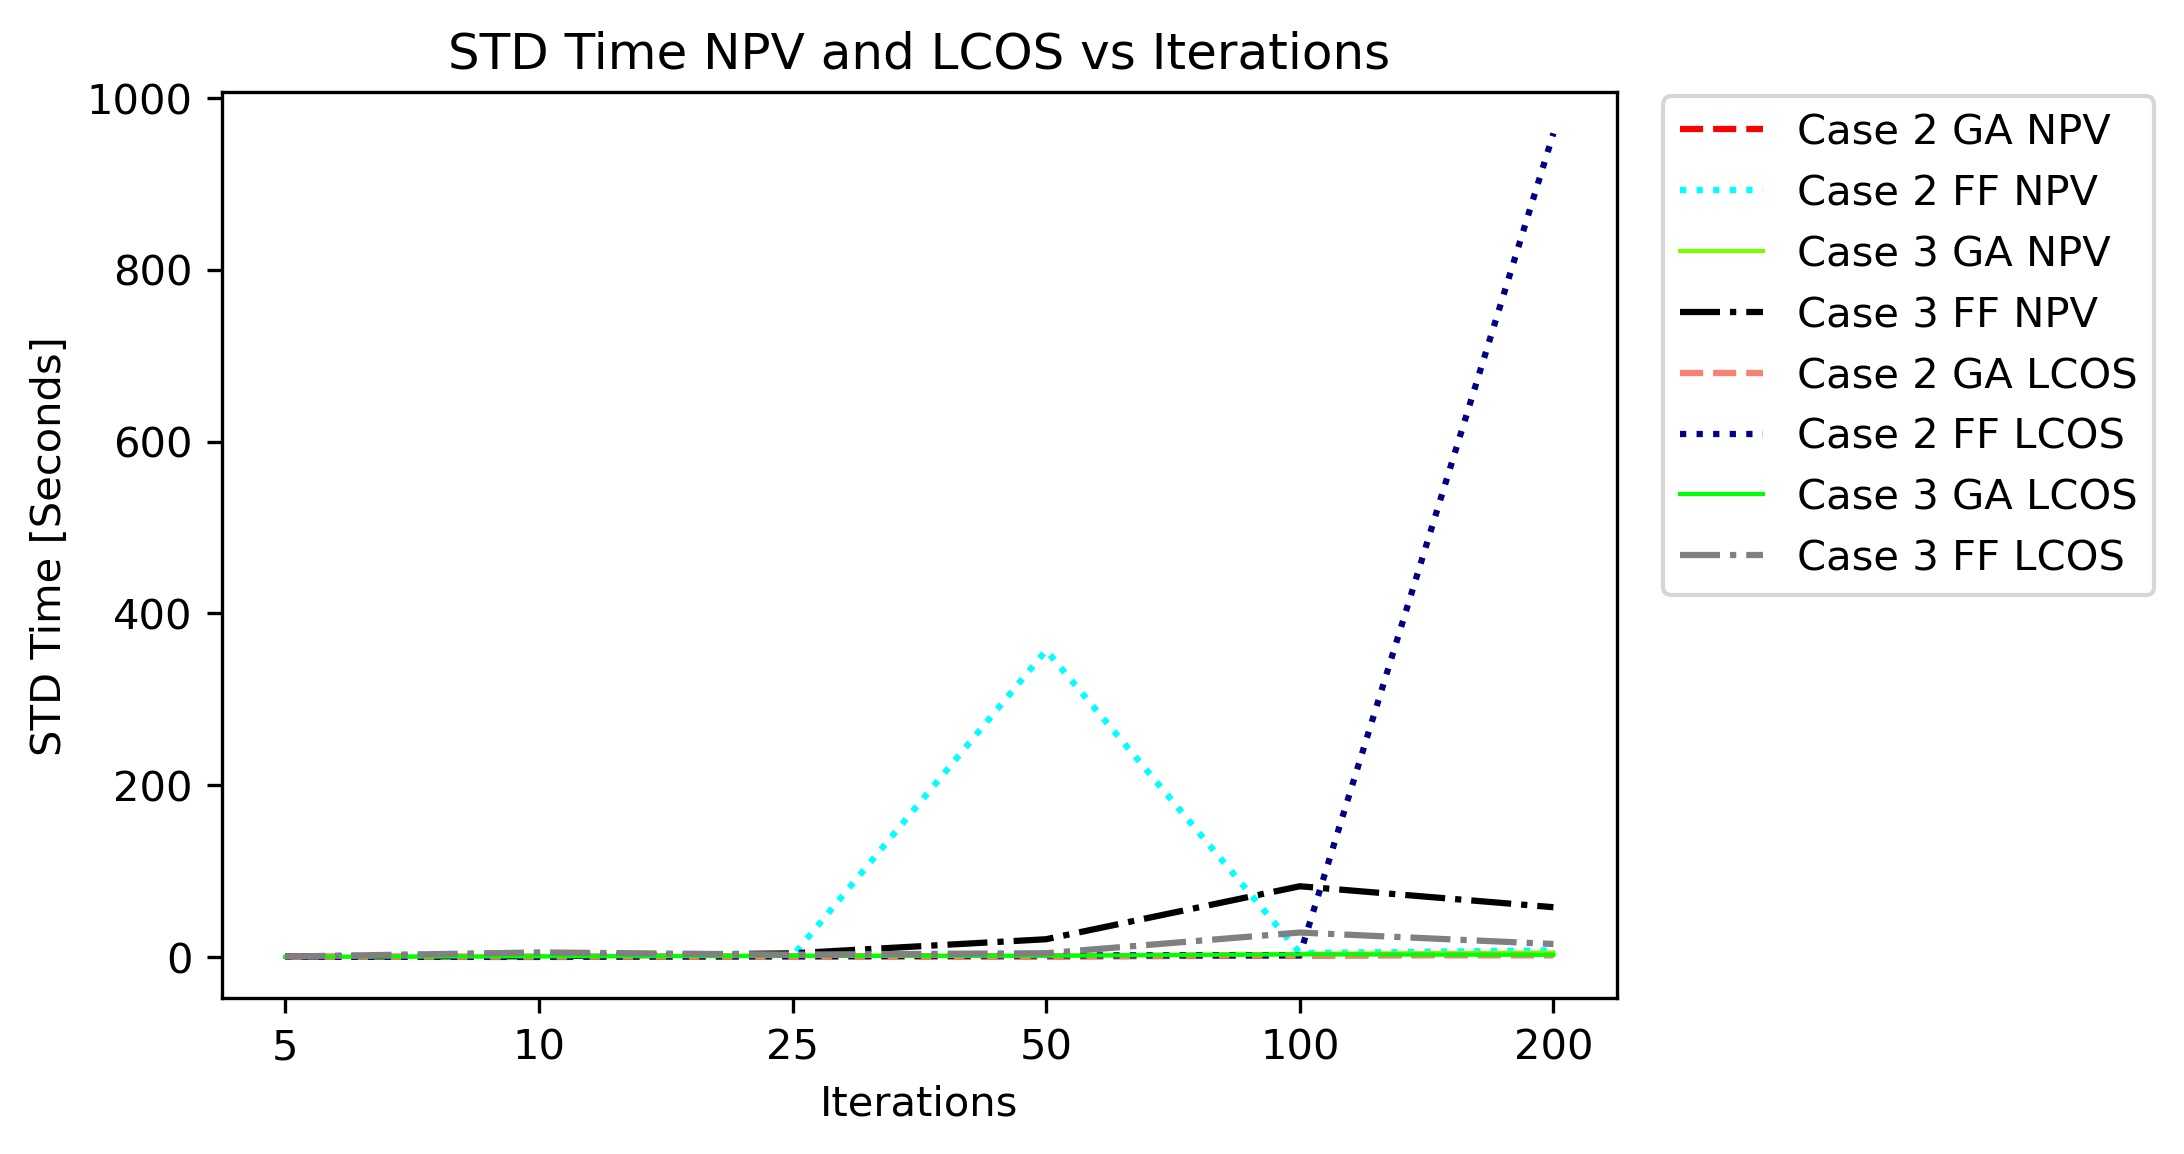 STD Time NPV and LCOS vs Iterations
STD Time [Seconds]
1000
800
600
400
200
0
5 10 25 50 100 200
Iterations
Case 2 GA NPV
Case 2 FF NPV
Case 3 GA NPV
Case 3 FF NPV
Case 2 GA LCOS
Case 2 FF LCOS
Case 3 GA LCOS
Case 3 FF LCOS